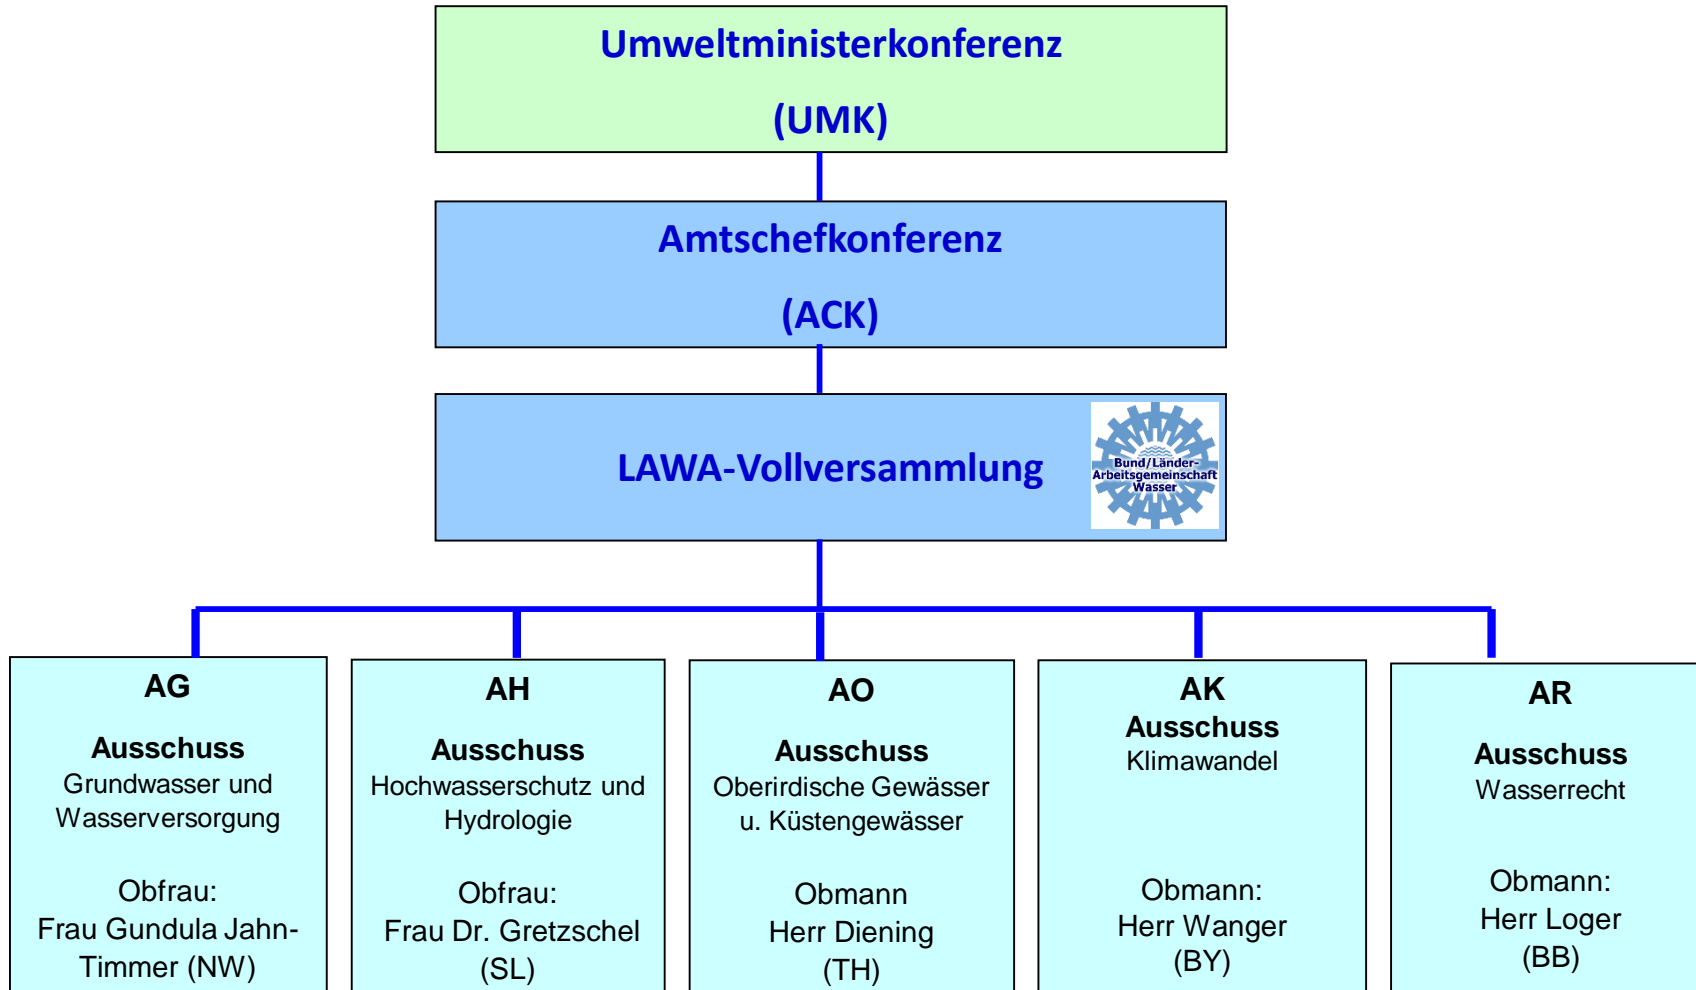 Umweltministerkonferenz
(UMK)
Amtschefkonferenz
(ACK)
LAWA-Vollversammlung
Bund/Länder-
Arbeitsgemeinschaft
Wasser
AG
Ausschuss
Grundwasser und
Wasserversorgung
Obfrau:
Frau Gundula Jahn-
Timmer (NW)
AH
Ausschuss
Hochwasserschutz und
Hydrologie
Obfrau:
Frau Dr. Gretzschel
(SL)
AO
Ausschuss
Oberirdische Gewässer
u. Küstengewässer
Obmann
Herr Diening
(TH)
AK
Ausschuss
Klimawandel
Obmann:
Herr Wanger
(BY)
AR
Ausschuss
Wasserrecht
Obmann:
Herr Loger
(BB)